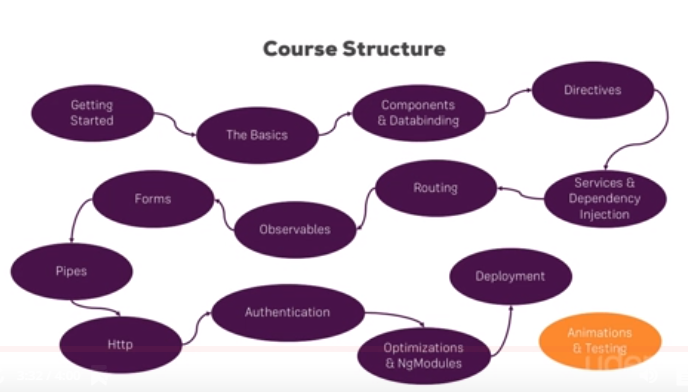 Course Structure
Getting
Started
The Basics
Components
& Databinding
Directives
Services &
Dependency
Injection
Routing
Observables
Forms
Pipes
Http
Authentication
Optimizations
& NgModules
Deployment
Animations
& Testing